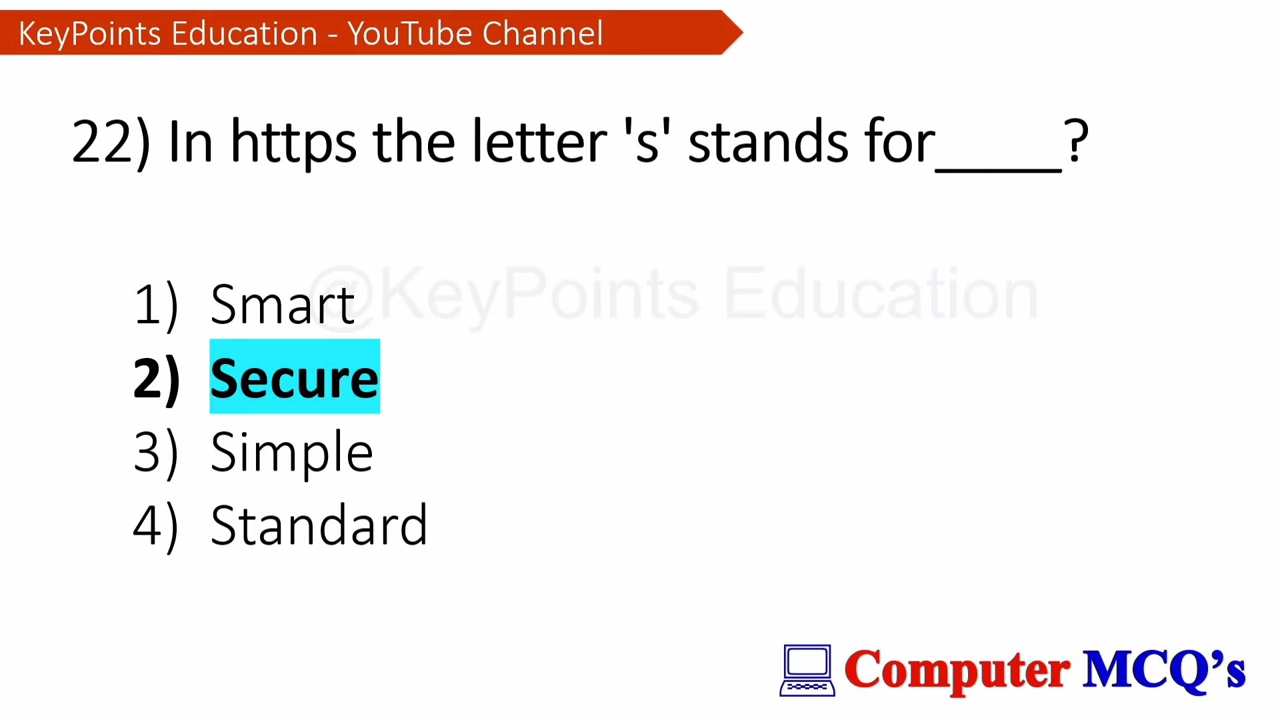 KeyPoints Education - YouTube Channel
22) In https the letter 's' stands for____?
@KeyPoints Education
1) Smart
2) Secure
3) Simple
4) Standard
Computer MCQ's